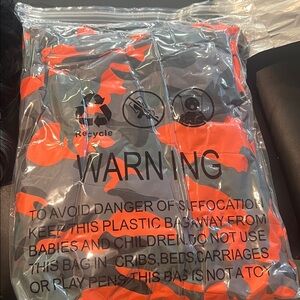 Recycle
WARNING
TO AVOID DANGER OF SUFFOCATION
KEEP THIS PLASTIC BAG AWAY FROM
BABIES AND CHILDREN DO NOT USE
THIS BAG IN CRIBS, BEDS, CARRIAGES
OR PLAY PENS THIS BAG IS NOT A TOY